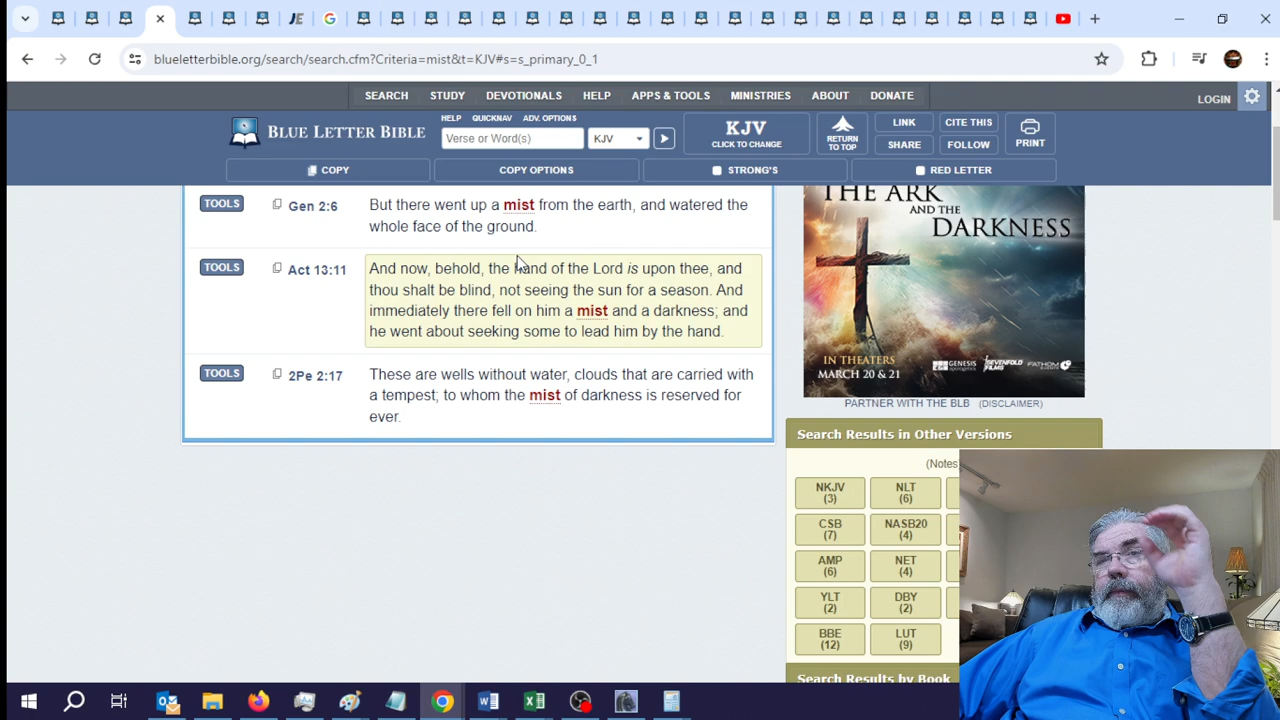 blueletterbible.org/search/search.cfm?Criteria=mist&t=KJV#s=s_primary_0_1
SEARCH STUDY DEVOTIONALS HELP APPS & TOOLS MINISTRIES ABOUT DONATE
LOGIN
BLUE LETTER BIBLE
HELP QUICKNAV ADV. OPTIONS
Verse or Word(s)
KJV
KJV
CLICK TO CHANGE
RETURN
TO TOP
LINK
CITE THIS
SHARE
FOLLOW
PRINT
COPY
COPY OPTIONS
STRONG'S
RED LETTER
TOOLS
Gen 2:6
But there went up a mist from the earth, and watered the
whole face of the ground.
TOOLS
Act 13:11
And now, behold, the hand of the Lord is upon thee, and
thou shalt be blind, not seeing the sun for a season. And
immediately there fell on him a mist and a darkness; and
he went about seeking some to lead him by the hand.
TOOLS
2Pe 2:17
These are wells without water, clouds that are carried with
a tempest; to whom the mist of darkness is reserved for
ever.
THE ARK
AND THE
DARKNESS
IN THEATERS
MARCH 20 & 21
GENESIS
SEVENFOLD
FILMS
FATHOM
EVENTS
PARTNER WITH THE BLB (DISCLAIMER)
Search Results in Other Versions
(Notes
NKJV
(3)
NLT
(6)
CSB
(7)
NASB20
(4)
AMP
(6)
NET
(4)
YLT
(2)
DBY
(2)
BBE
(12)
LUT
(9)
Search Results by Book